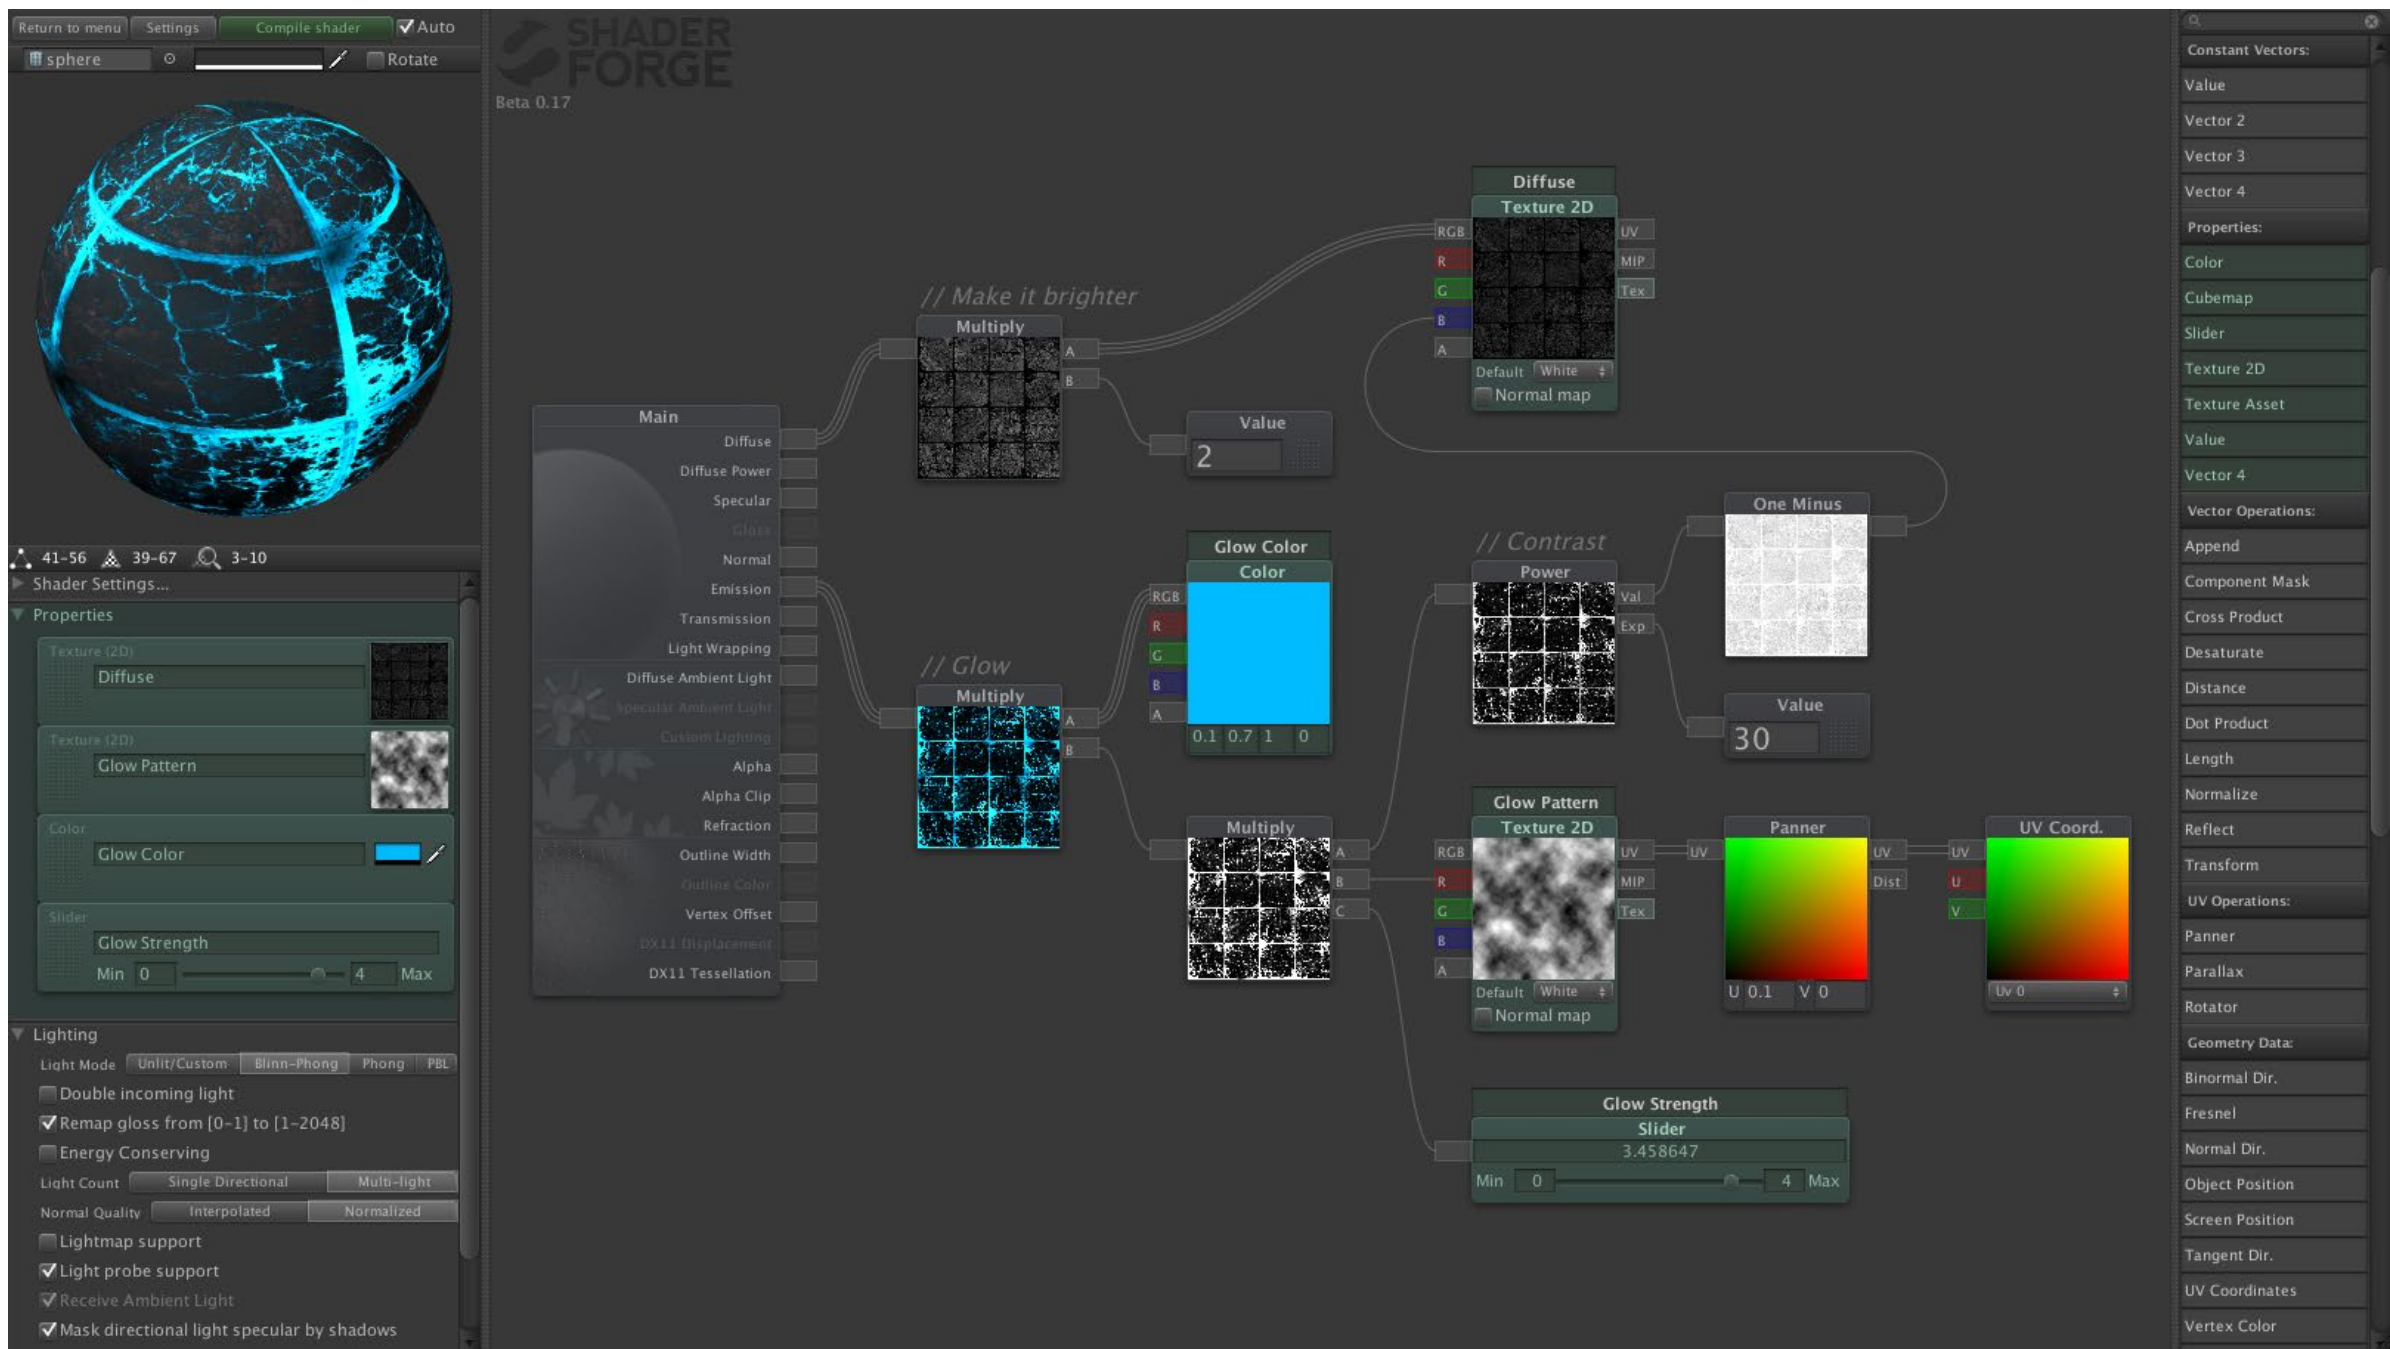 Return to menu Settings Compile shader Auto
sphere Rotate
41-56 39-67 3-10
Shader Settings...
Properties
Texture (2D)
Diffuse
Texture (2D)
Glow Pattern
Color
Glow Color
Slider
Glow Strength
Min 0 4 Max
Lighting
Light Mode Unlit/Custom Blinn-Phong Phong PBL
Double incoming light
Remap gloss from [0-1] to [1-2048]
Energy Conserving
Light Count Single Directional Multi-light
Normal Quality Interpolated Normalized
Lightmap support
Light probe support
Receive Ambient Light
Mask directional light specular by shadows
SHADER
FORGE
Beta 0.17
Main
Diffuse
Diffuse Power
Specular
Gloss
Normal
Emission
Transmission
Light Wrapping
Diffuse Ambient Light
Specular Ambient Light
Custom Lighting
Alpha
Alpha Clip
Refraction
Outline Width
Outline Color
Vertex Offset
DX11 Displacement
DX11 Tessellation
// Make it brighter
Multiply
A
B
// Glow
Multiply
A
B
Value
2
Glow Color
Color
RGB
R
G
B
A
0.1 0.7 1 0
Multiply
A
B
C
Diffuse
Texture 2D
RGB UV
R MIP
G Tex
B
A
Default White
Normal map
// Contrast
Power
Val
Exp
One Minus
Value
30
Glow Pattern
Texture 2D
RGB UV
R MIP
G Tex
B
A
Default White
Normal map
Panner
UV UV
Dist
U 0.1 V 0
UV Coord.
UV
U
V
Uv 0
Glow Strength
Slider
3.458647
Min 0 4 Max
Constant Vectors:
Value
Vector 2
Vector 3
Vector 4
Properties:
Color
Cubemap
Slider
Texture 2D
Texture Asset
Value
Vector 4
Vector Operations:
Append
Component Mask
Cross Product
Desaturate
Distance
Dot Product
Length
Normalize
Reflect
Transform
UV Operations:
Panner
Parallax
Rotator
Geometry Data:
Binormal Dir.
Fresnel
Normal Dir.
Object Position
Screen Position
Tangent Dir.
UV Coordinates
Vertex Color